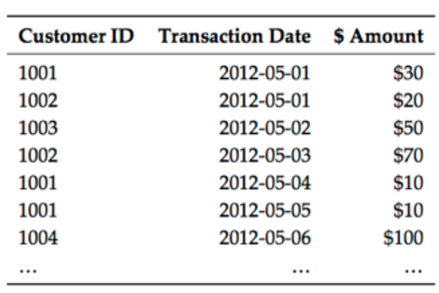 Customer ID Transaction Date $ Amount
1001 2012-05-01 $30
1002 2012-05-01 $20
1003 2012-05-02 $50
1002 2012-05-03 $70
1001 2012-05-04 $10
1001 2012-05-05 $10
1004 2012-05-06 $100
... ... ...